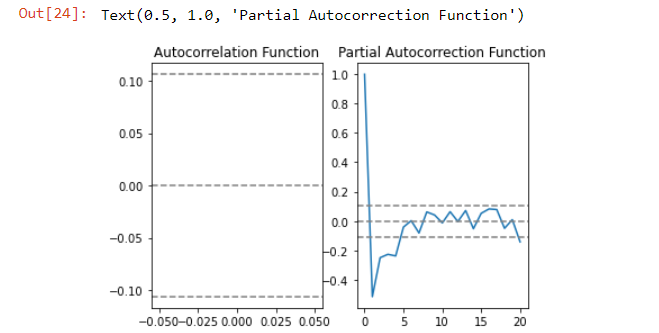 Out[24]: Text(0.5, 1.0, 'Partial Autocorrection Function')
Autocorrelation Function
Partial Autocorrection Function
0.10
0.05
0.00
−0.05
−0.10
−0.050−0.025 0.000 0.025 0.050
1.0
0.8
0.6
0.4
0.2
0.0
−0.2
−0.4
0 5 10 15 20